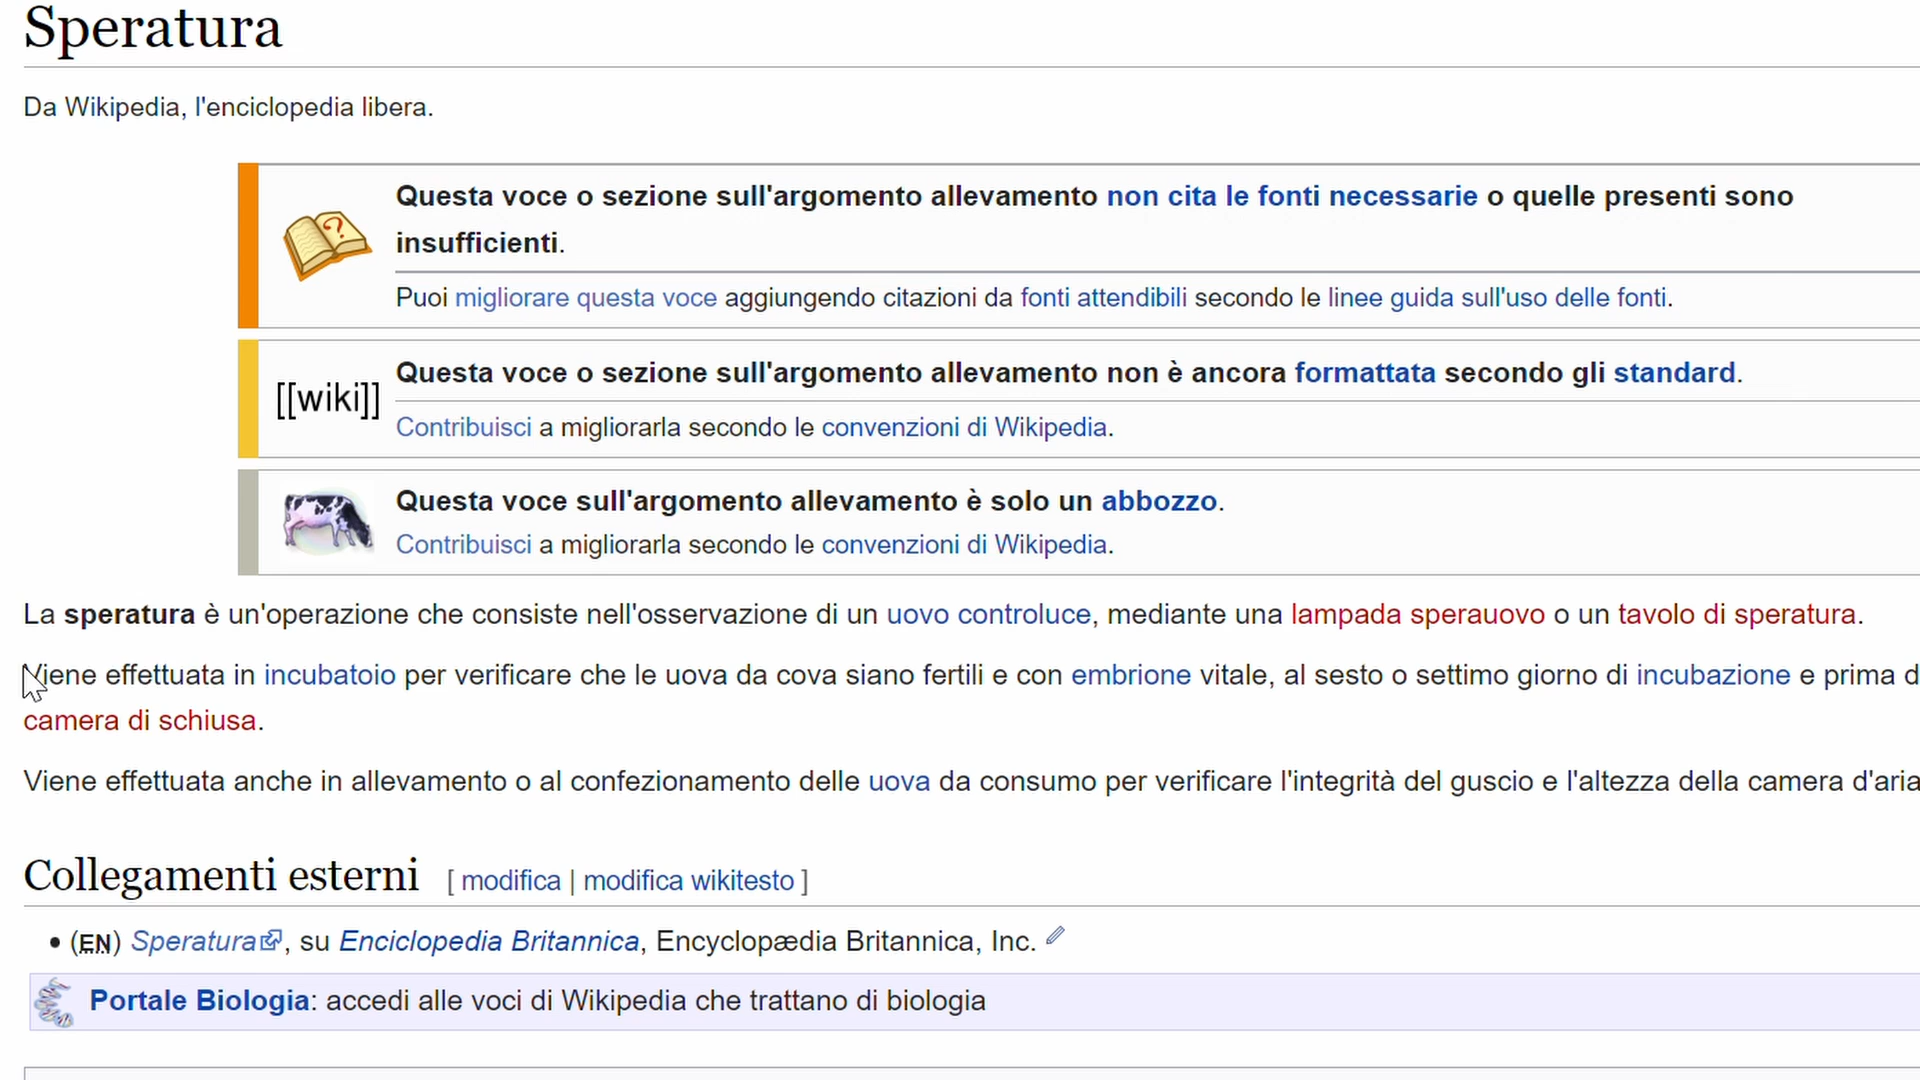 Speratura
Da Wikipedia, l'enciclopedia libera.
Questa voce o sezione sull'argomento allevamento non cita le fonti necessarie o quelle presenti sono
insufficienti.
Puoi migliorare questa voce aggiungendo citazioni da fonti attendibili secondo le linee guida sull'uso delle fonti.
[[wiki]]
Questa voce o sezione sull'argomento allevamento non è ancora formattata secondo gli standard.
Contribuisci a migliorarla secondo le convenzioni di Wikipedia.
Questa voce sull'argomento allevamento è solo un abbozzo.
Contribuisci a migliorarla secondo le convenzioni di Wikipedia.
La speratura è un'operazione che consiste nell'osservazione di un uovo controluce, mediante una lampada sperauovo o un tavolo di speratura.
Viene effettuata in incubatoio per verificare che le uova da cova siano fertili e con embrione vitale, al sesto o settimo giorno di incubazione e prima
camera di schiusa.
Viene effettuata anche in allevamento o al confezionamento delle uova da consumo per verificare l'integrità del guscio e l'altezza della camera d'aria
Collegamenti esterni [ modifica | modifica wikitesto ]
• (EN) Speratura, su Enciclopedia Britannica, Encyclopædia Britannica, Inc.
Portale Biologia: accedi alle voci di Wikipedia che trattano di biologia